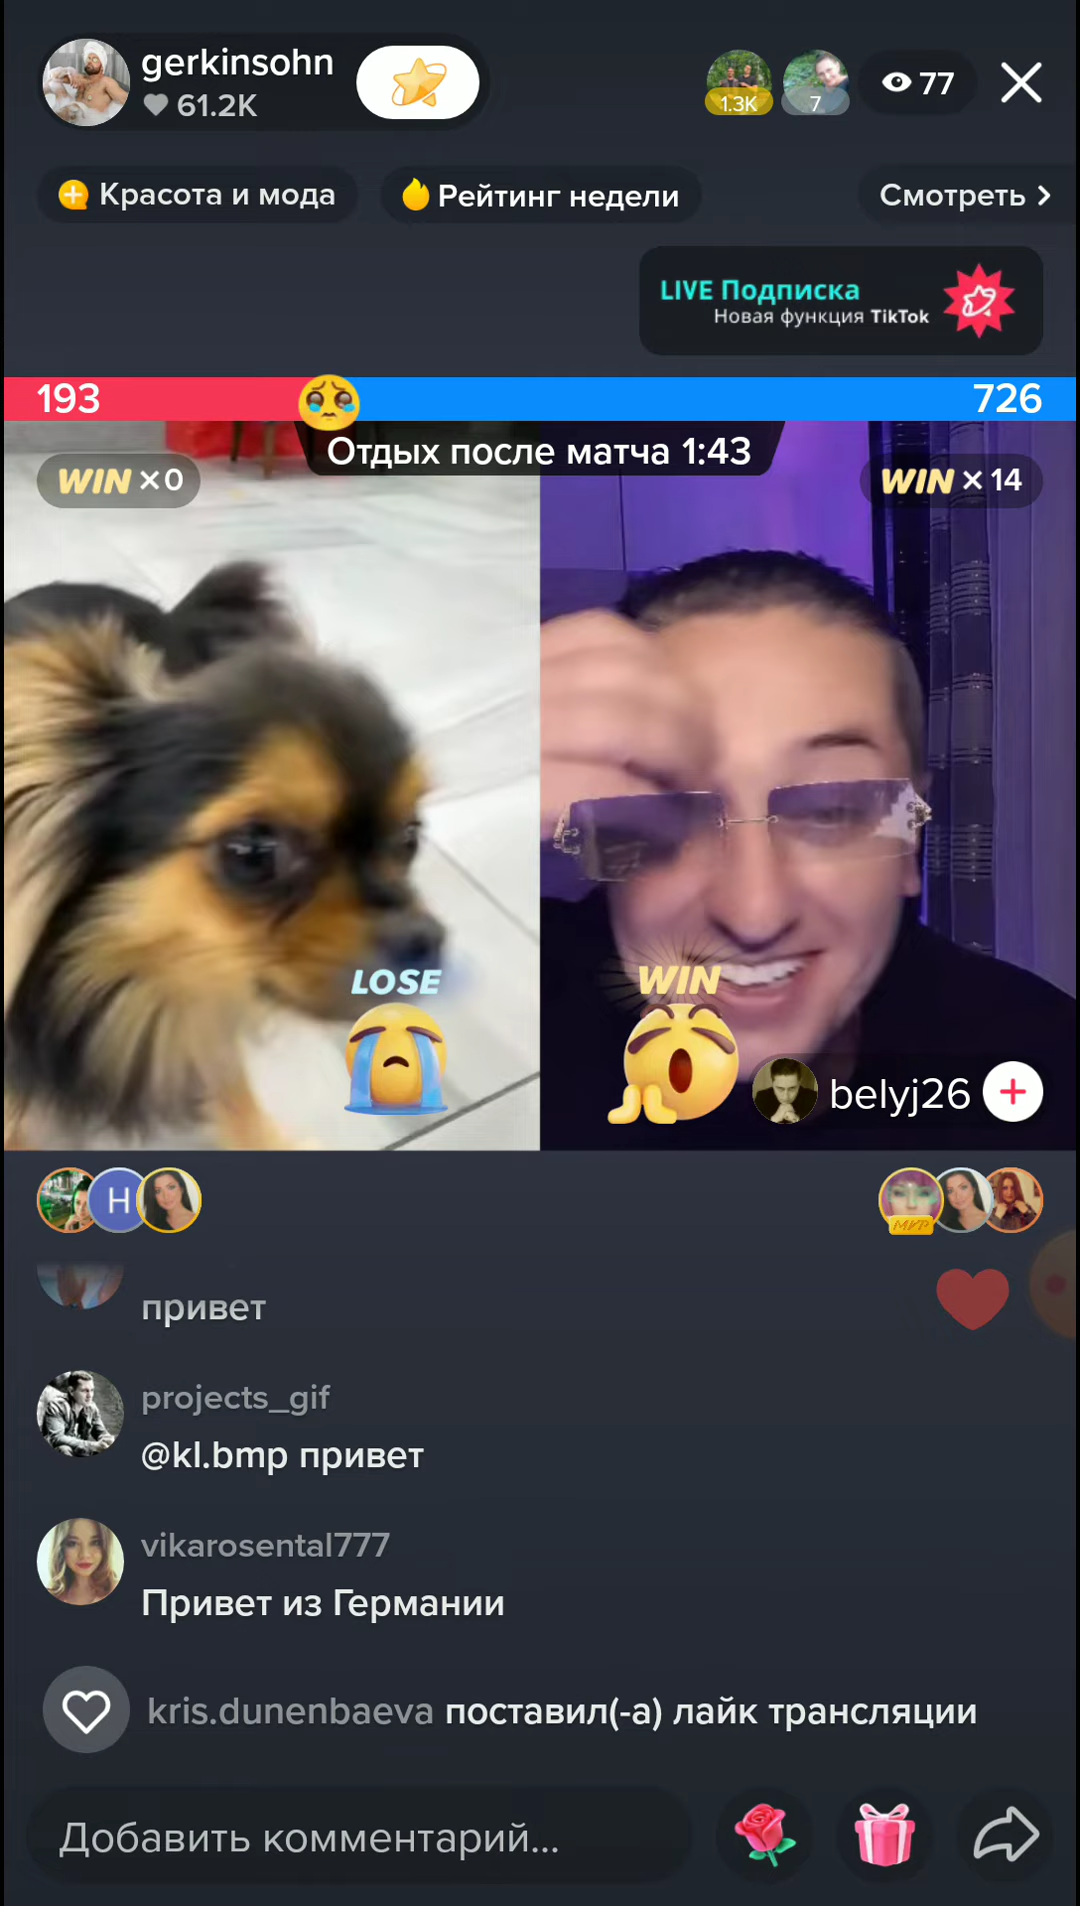 gerkinsohn
61.2K
1.3K
7
77
Красота и мода
Рейтинг недели
Смотреть
LIVE Подписка
Новая функция TikTok
193
726
Отдых после матча 1:43
WIN ×0
WIN × 14
LOSE
WIN
belyj26
H
привет
projects_gif
@kl.bmp привет
vikarosental777
Привет из Германии
kris.dunenbaeva поставил(-а) лайк трансляции
Добавить комментарий...